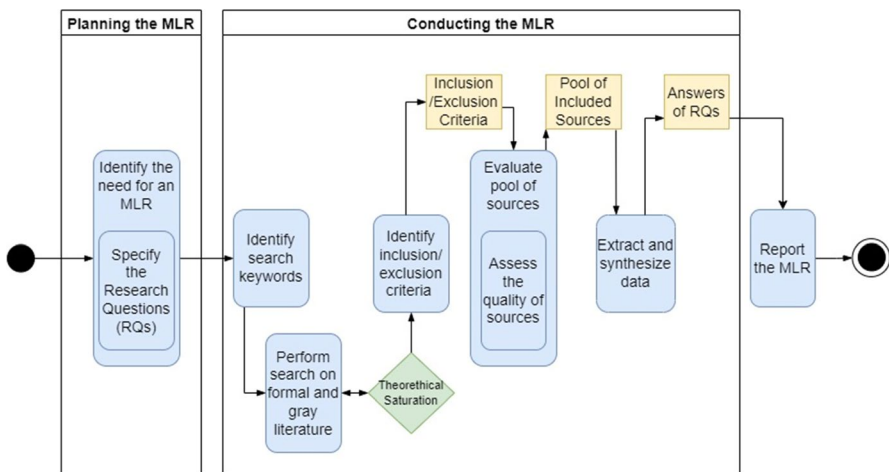 Planning the MLR
Conducting the MLR
Identify the
need for an
MLR
Specify
the
Research
Questions
(RQs)
Identify
search
keywords
Perform
search on
formal and
gray
literature
Theorethical
Saturation
Identify
inclusion/
exclusion
criteria
Inclusion
/Exclusion
Criteria
Evaluate
pool of
sources
Assess
the
quality of
sources
Pool of
Included
Sources
Extract and
synthesize
data
Answers
of RQs
Report
the MLR